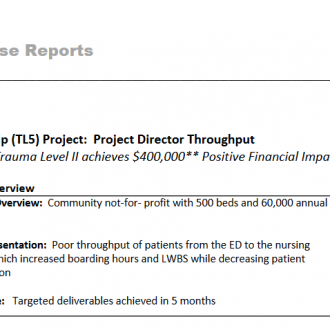 se Reports
p (TL5) Project:  Project Director Throughput
rauma Level II achieves $400,000** Positive Financial Impa
erview
Overview:  Community not-for- profit with 500 beds and 60,000 annual
sentation:  Poor throughput of patients from the ED to the nursing
hich increased boarding hours and LWBS while decreasing patient
on
e:   Targeted deliverables achieved in 5 months